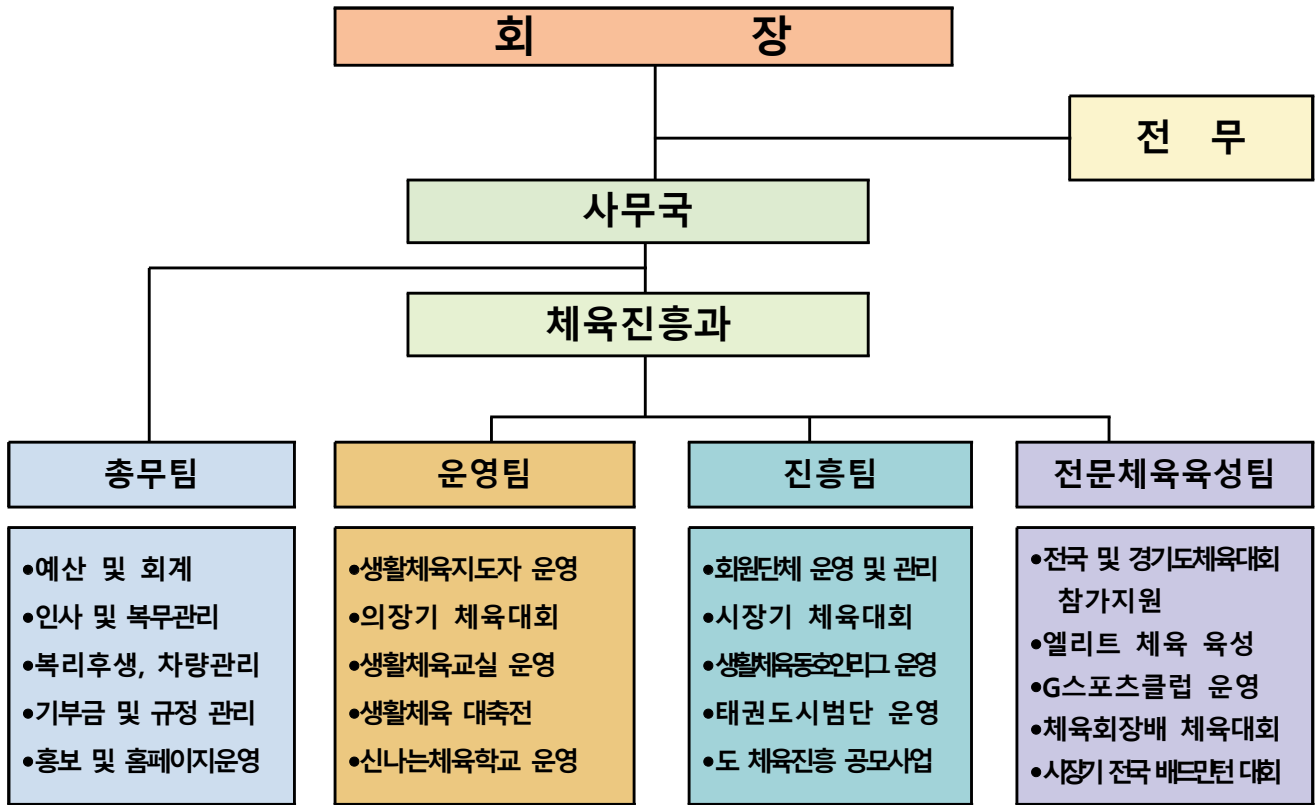 회 장
전 무
사무국
체육진흥과
총무팀
운영팀
진흥팀
전문체육육성팀
•예산 및 회계
•인사 및 복무관리
•복리후생, 차량관리
•기부금 및 규정 관리
•홍보 및 홈페이지운영
•생활체육지도자 운영
•의장기 체육대회
•생활체육교실 운영
•생활체육 대축전
•신나는체육학교 운영
•회원단체 운영 및 관리
•시장기 체육대회
•생활체육동호인리그 운영
•태권도시범단 운영
•도 체육진흥 공모사업
•전국 및 경기도체육대회
참가지원
•엘리트 체육 육성
•G스포츠클럽 운영
•체육회장배 체육대회
•시장기 전국 배드민턴 대회